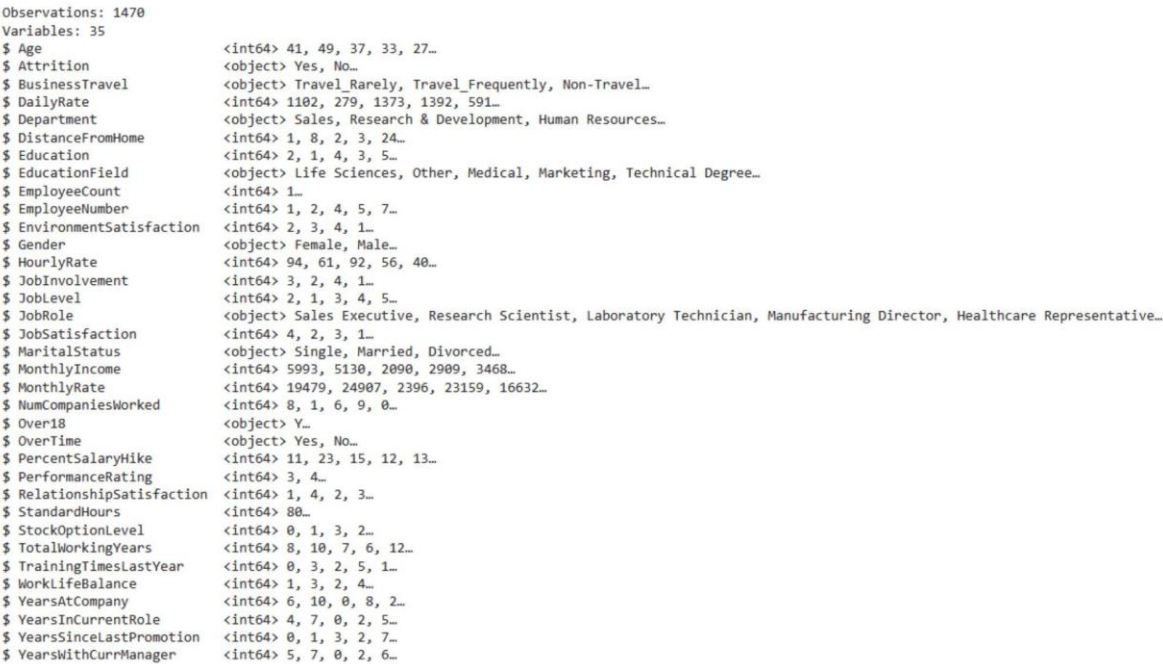 Observations: 1470
Variables: 35
$ Age <int64> 41, 49, 37, 33, 27…
$ Attrition <object> Yes, No…
$ BusinessTravel <object> Travel_Rarely, Travel_Frequently, Non-Travel…
$ DailyRate <int64> 1102, 279, 1373, 1392, 591…
$ Department <object> Sales, Research & Development, Human Resources…
$ DistanceFromHome <int64> 1, 8, 2, 3, 24…
$ Education <int64> 2, 1, 4, 3, 5…
$ EducationField <object> Life Sciences, Other, Medical, Marketing, Technical Degree…
$ EmployeeCount <int64> 1…
$ EmployeeNumber <int64> 1, 2, 4, 5, 7…
$ EnvironmentSatisfaction <int64> 2, 3, 4, 1…
$ Gender <object> Female, Male…
$ HourlyRate <int64> 94, 61, 92, 56, 40…
$ JobInvolvement <int64> 3, 2, 4, 1…
$ JobLevel <int64> 2, 1, 3, 4, 5…
$ JobRole <object> Sales Executive, Research Scientist, Laboratory Technician, Manufacturing Director, Healthcare Representative…
$ JobSatisfaction <int64> 4, 2, 3, 1…
$ MaritalStatus <object> Single, Married, Divorced…
$ MonthlyIncome <int64> 5993, 5130, 2090, 2909, 3468…
$ MonthlyRate <int64> 19479, 24907, 2396, 23159, 16632…
$ NumCompaniesWorked <int64> 8, 1, 6, 9, 0…
$ Over18 <object> Y…
$ OverTime <object> Yes, No…
$ PercentSalaryHike <int64> 11, 23, 15, 12, 13…
$ PerformanceRating <int64> 3, 4…
$ RelationshipSatisfaction <int64> 1, 4, 2, 3…
$ StandardHours <int64> 80…
$ StockOptionLevel <int64> 0, 1, 3, 2…
$ TotalWorkingYears <int64> 8, 10, 7, 6, 12…
$ TrainingTimesLastYear <int64> 0, 3, 2, 5, 1…
$ WorkLifeBalance <int64> 1, 3, 2, 4…
$ YearsAtCompany <int64> 6, 10, 0, 8, 2…
$ YearsInCurrentRole <int64> 4, 7, 0, 2, 5…
$ YearsSinceLastPromotion <int64> 0, 1, 3, 2, 7…
$ YearsWithCurrManager <int64> 5, 7, 0, 2, 6…